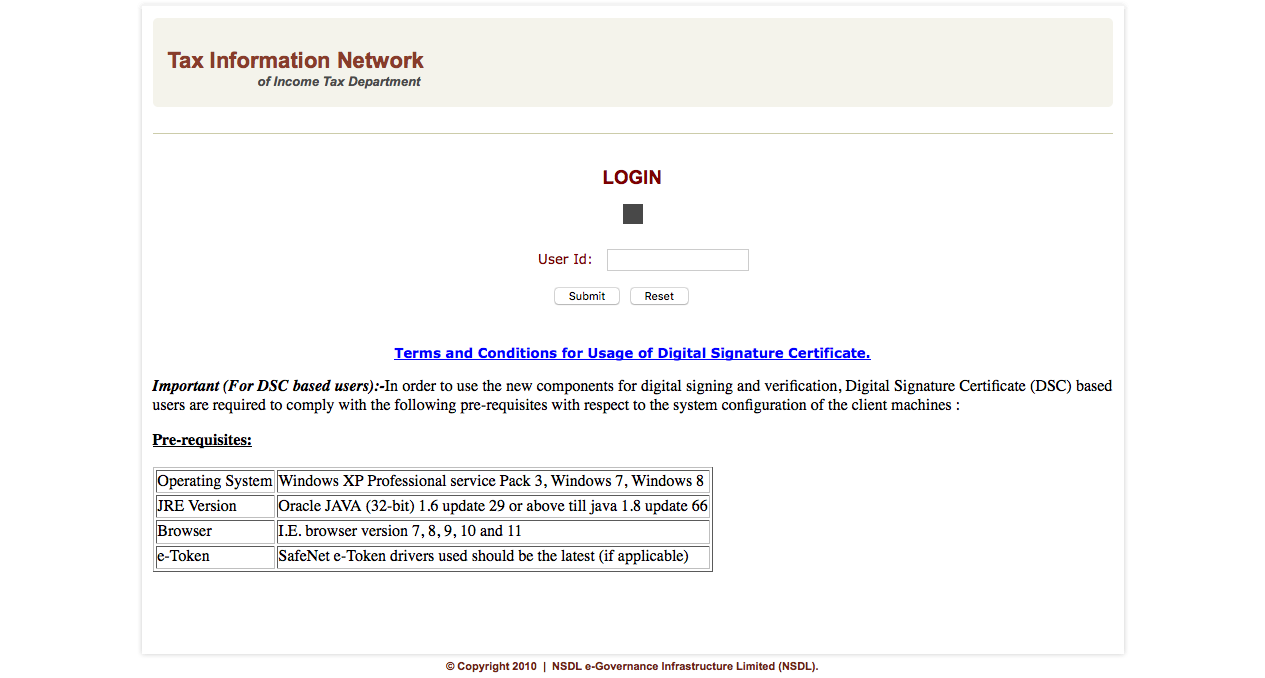 Tax Information Network
of Income Tax Department
LOGIN
User Id:
Submit Reset
Terms and Conditions for Usage of Digital Signature Certificate.
Important (For DSC based users):-In order to use the new components for digital signing and verification, Digital Signature Certificate (DSC) based
users are required to comply with the following pre-requisites with respect to the system configuration of the client machines :
Pre-requisites:
Operating System Windows XP Professional service Pack 3, Windows 7, Windows 8
JRE Version Oracle JAVA (32-bit) 1.6 update 29 or above till java 1.8 update 66
Browser I.E. browser version 7, 8, 9, 10 and 11
e-Token SafeNet e-Token drivers used should be the latest (if applicable)
© Copyright 2010 | NSDL e-Governance Infrastructure Limited (NSDL).